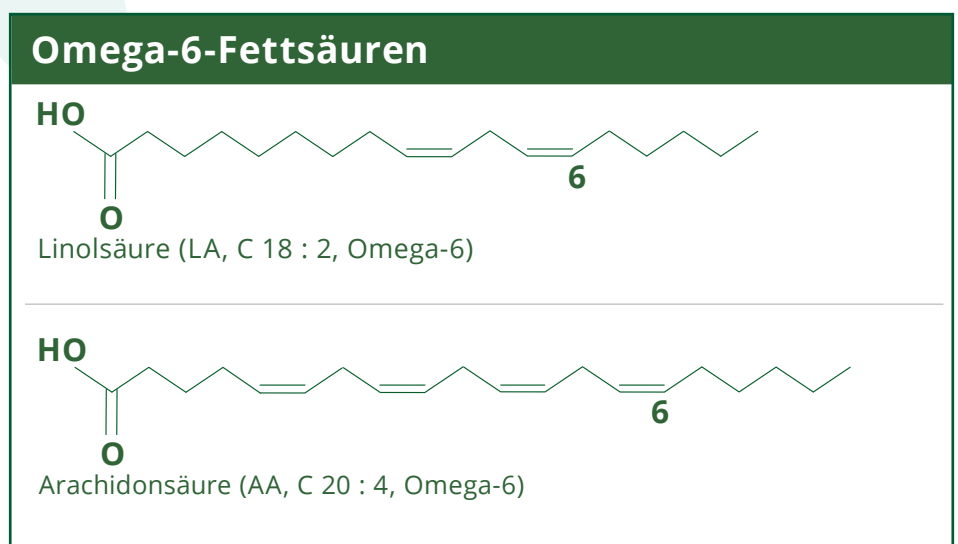 Omega-6-Fettsäuren
HO
6
O
Linolsäure (LA, C 18 : 2, Omega-6)
HO
6
O
Arachidonsäure (AA, C 20 : 4, Omega-6)